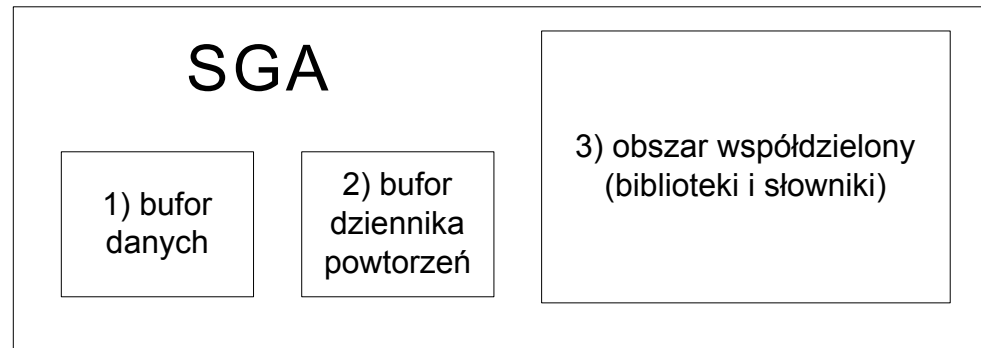 SGA
1) bufor
danych
2) bufor
dziennika
powtorzeń
3) obszar współdzielony
(biblioteki i słowniki)